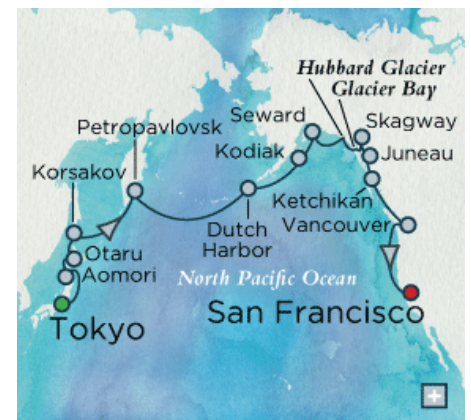 Hubbard Glacier
Glacier Bay
Seward
Skagway
Petropavlovsk
Kodiak
Juneau
Korsakov
Ketchikan
Vancouver
Dutch
Harbor
Otaru
Aomori
North Pacific Ocean
San Francisco
Tokyo